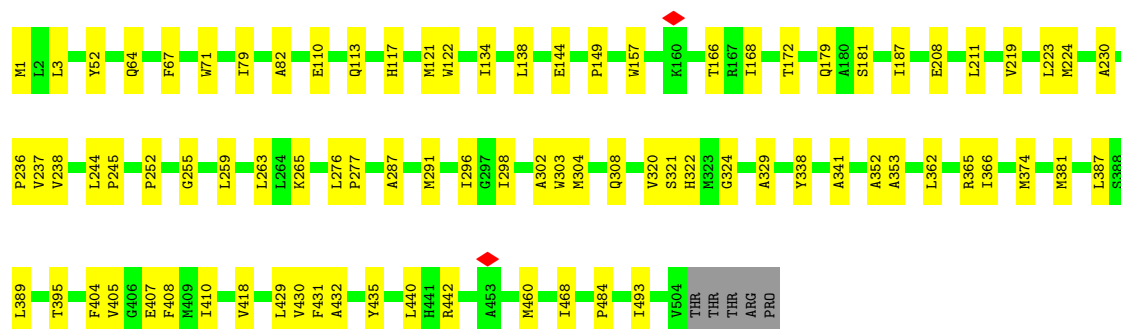 M1 L2 L3 Y52 Q64 F67 W71 I79 A82 E110 Q113 H117 M121 W122 I134 L138 E144 P149 W157 K160 T166 R167 I168 T172 Q179 A180 S181 I187 E208 L211 V219 L223 M224 A230
P236 V237 V238 L244 P245 P252 G255 L259 L263 L264 K265 L276 P277 A287 M291 I296 G297 I298 A302 W303 M304 Q308 V320 S321 H322 M323 G324 A329 Y338 A341 A352 A353 L362 R365 I366 M374 M381 L387 S388
L389 T395 F404 V405 G406 E407 F408 M409 I410 V418 L429 V430 F431 A432 Y435 L440 H441 R442 A453 M460 I468 P484 I493 V504 THR THR THR ARG PRO